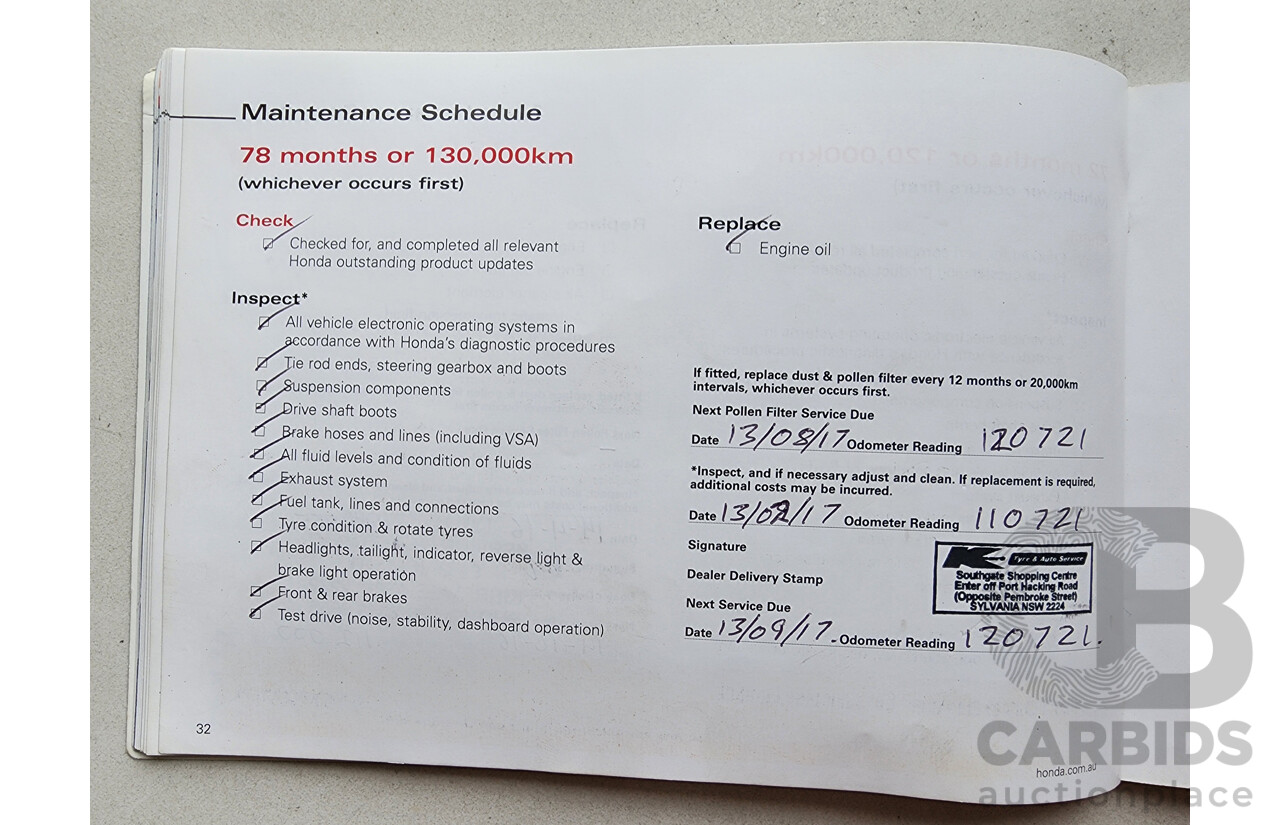 Maintenance Schedule
78 months or 130,000km
(whichever occurs first)
Check
Checked for, and completed all relevant
Honda outstanding product updates
Inspect*
All vehicle electronic operating systems in
accordance with Honda's diagnostic procedures
Tie rod ends, steering gearbox and boots
Suspension components
Drive shaft boots
Brake hoses and lines (including VSA)
All fluid levels and condition of fluids
Exhaust system
Fuel tank, lines and connections
Tyre condition & rotate tyres
Headlights, tailight, indicator, reverse light &
brake light operation
Front & rear brakes
Test drive (noise, stability, dashboard operation)
32
Replace
Engine oil
If fitted, replace dust & pollen filter every 12 months or 20,000km
intervals, whichever occurs first.
Next Pollen Filter Service Due
Date 13/08/17 Odometer Reading 120721
*Inspect, and if necessary adjust and clean. If replacement is required,
additional costs may be incurred.
Date 13/02/17 Odometer Reading 110721
Signature
Dealer Delivery Stamp
K Tyre & Auto Service
Southgate Shopping Centre
Enter off Port Hacking Road
(Opposite Pembroke Street)
SYLVANIA NSW 2224
Next Service Due
Date 13/09/17 - Odometer Reading 120721.
honda.com.au
CB
CARBIDS
auctionplace